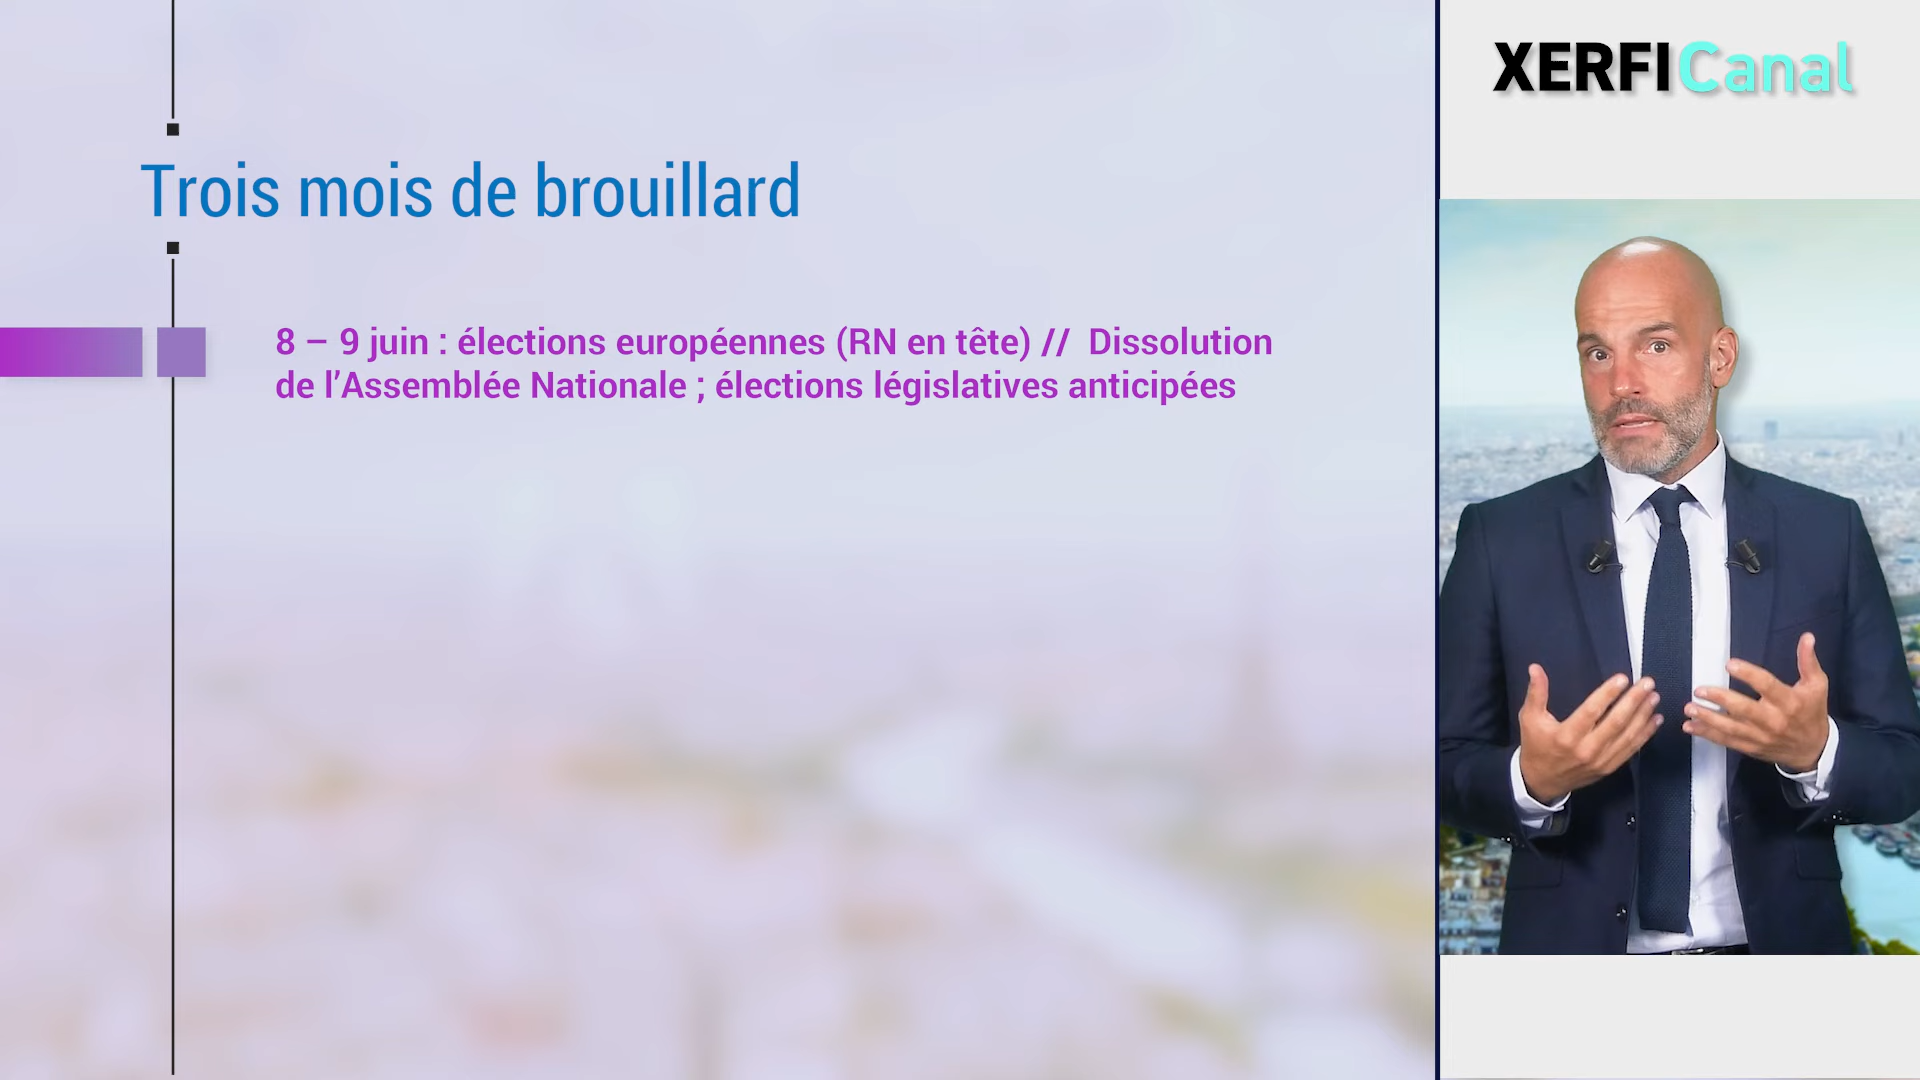 XERFI Canal
Trois mois de brouillard
8 – 9 juin : élections européennes (RN en tête) // Dissolution
de l’Assemblée Nationale ; élections législatives anticipées